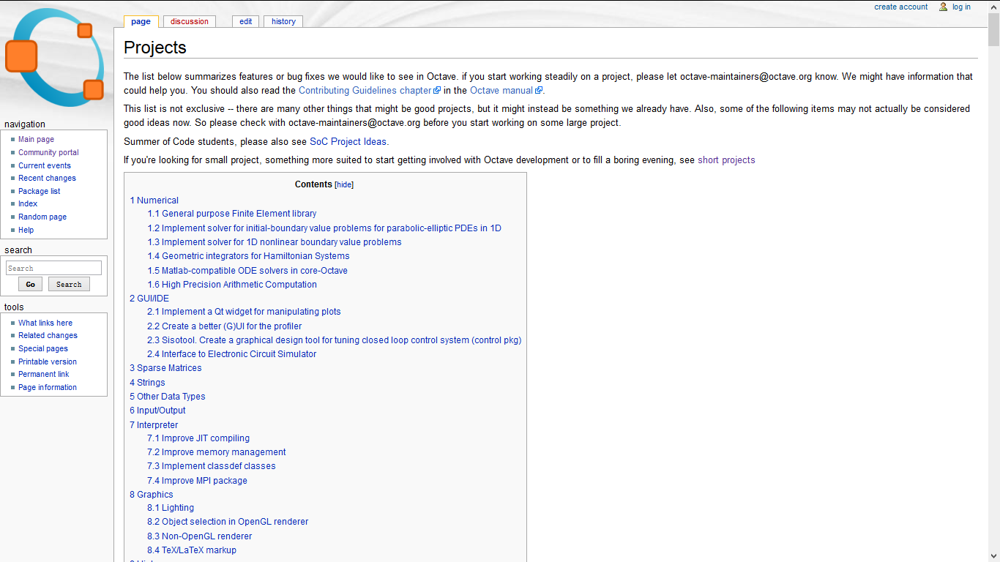 create account log in
page discussion edit history
Projects
The list below summarizes features or bug fixes we would like to see in Octave. if you start working steadily on a project, please let octave-maintainers@octave.org know. We might have information that
could help you. You should also read the Contributing Guidelines chapter in the Octave manual.
This list is not exclusive -- there are many other things that might be good projects, but it might instead be something we already have. Also, some of the following items may not actually be considered
good ideas now. So please check with octave-maintainers@octave.org before you start working on some large project.
Summer of Code students, please also see SoC Project Ideas.
If you're looking for small project, something more suited to start getting involved with Octave development or to fill a boring evening, see short projects
navigation
Main page
Community portal
Current events
Recent changes
Package list
Index
Random page
Help
search
Search
Go Search
tools
What links here
Related changes
Special pages
Printable version
Permanent link
Page information
Contents [hide]
1 Numerical
1.1 General purpose Finite Element library
1.2 Implement solver for initial-boundary value problems for parabolic-elliptic PDEs in 1D
1.3 Implement solver for 1D nonlinear boundary value problems
1.4 Geometric integrators for Hamiltonian Systems
1.5 Matlab-compatible ODE solvers in core-Octave
1.6 High Precision Arithmetic Computation
2 GUI/IDE
2.1 Implement a Qt widget for manipulating plots
2.2 Create a better (G)UI for the profiler
2.3 Sisotool. Create a graphical design tool for tuning closed loop control system (control pkg)
2.4 Interface to Electronic Circuit Simulator
3 Sparse Matrices
4 Strings
5 Other Data Types
6 Input/Output
7 Interpreter
7.1 Improve JIT compiling
7.2 Improve memory management
7.3 Implement classdef classes
7.4 Improve MPI package
8 Graphics
8.1 Lighting
8.2 Object selection in OpenGL renderer
8.3 Non-OpenGL renderer
8.4 TeX/LaTeX markup